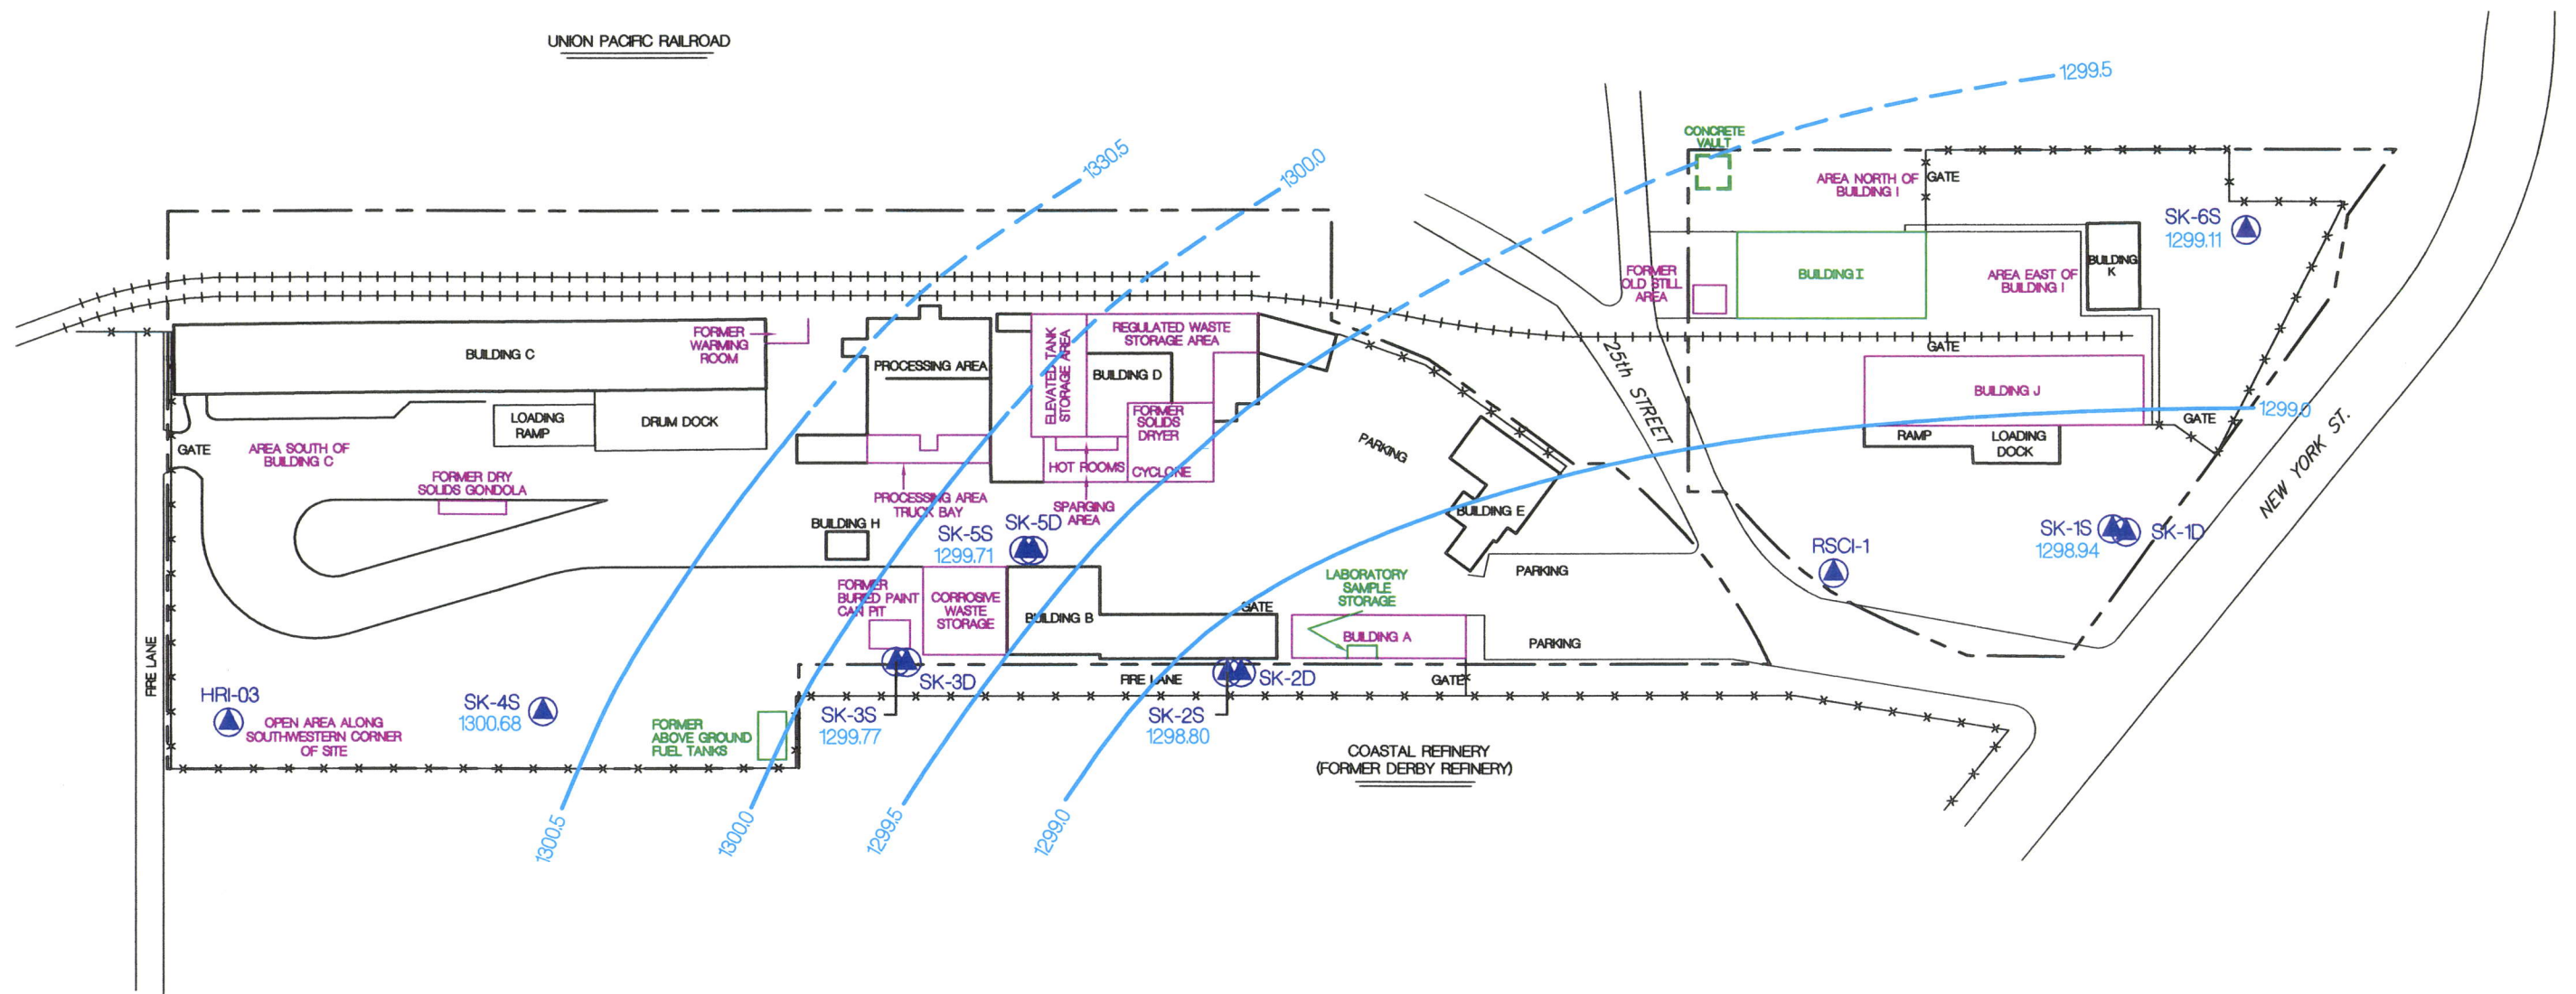 UNION PACIFIC RAILROAD
1299.5
1330.5
1300.0
CONCRETE
VAULT
AREA NORTH OF
BUILDING I
GATE
SK-6S
1299.11
BUILDING
K
FORMER
OLD STILL
AREA
BUILDING I
AREA EAST OF
BUILDING I
GATE
BUILDING J
1299.0
GATE
RAMP
LOADING
DOCK
25th STREET
NEW YORK ST.
BUILDING C
FORMER
WARMING
ROOM
PROCESSING AREA
ELEVATED TANK
STORAGE AREA
REGULATED WASTE
STORAGE AREA
BUILDING D
FORMER
SOLIDS
DRYER
LOADING
RAMP
DRUM DOCK
GATE
AREA SOUTH OF
BUILDING C
HOT ROOMS
CYCLONE
PARKING
FORMER DRY
SOLIDS GONDOLA
PROCESSING AREA
TRUCK BAY
SPARGING
AREA
BUILDING E
BUILDING H
SK-5S
1299.71
SK-5D
SK-1S
1298.94
SK-1D
RSCI-1
PARKING
LABORATORY
SAMPLE
STORAGE
FORMER
BURIED PAINT
CAN PIT
CORROSIVE
WASTE
STORAGE
BUILDING B
GATE
BUILDING A
PARKING
FIRE LANE
FIRE LANE
GATE
SK-3D
SK-2D
HRI-03
SK-4S
1300.68
OPEN AREA ALONG
SOUTHWESTERN CORNER
OF SITE
FORMER
ABOVE GROUND
FUEL TANKS
SK-3S
1299.77
SK-2S
1298.80
COASTAL REFINERY
(FORMER DERBY REFINERY)
1300.5
1300.0
1299.5
1299.0